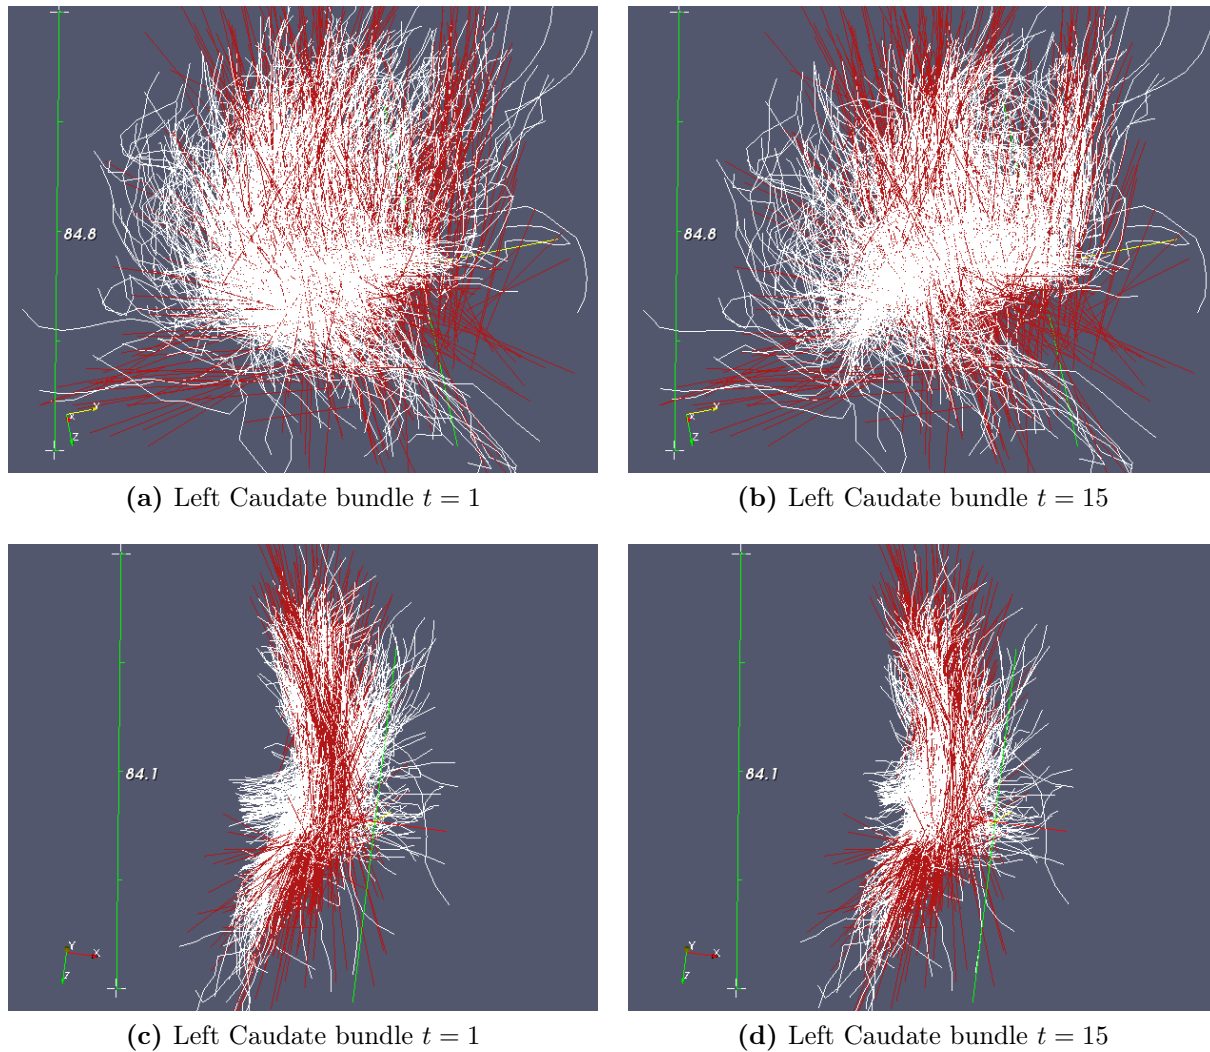 84.8
Y
X
Z
(a) Left Caudate bundle t = 1
84.8
Y
X
Z
(b) Left Caudate bundle t = 15
84.1
Y
X
Z
(c) Left Caudate bundle t = 1
84.1
Y
X
Z
(d) Left Caudate bundle t = 15